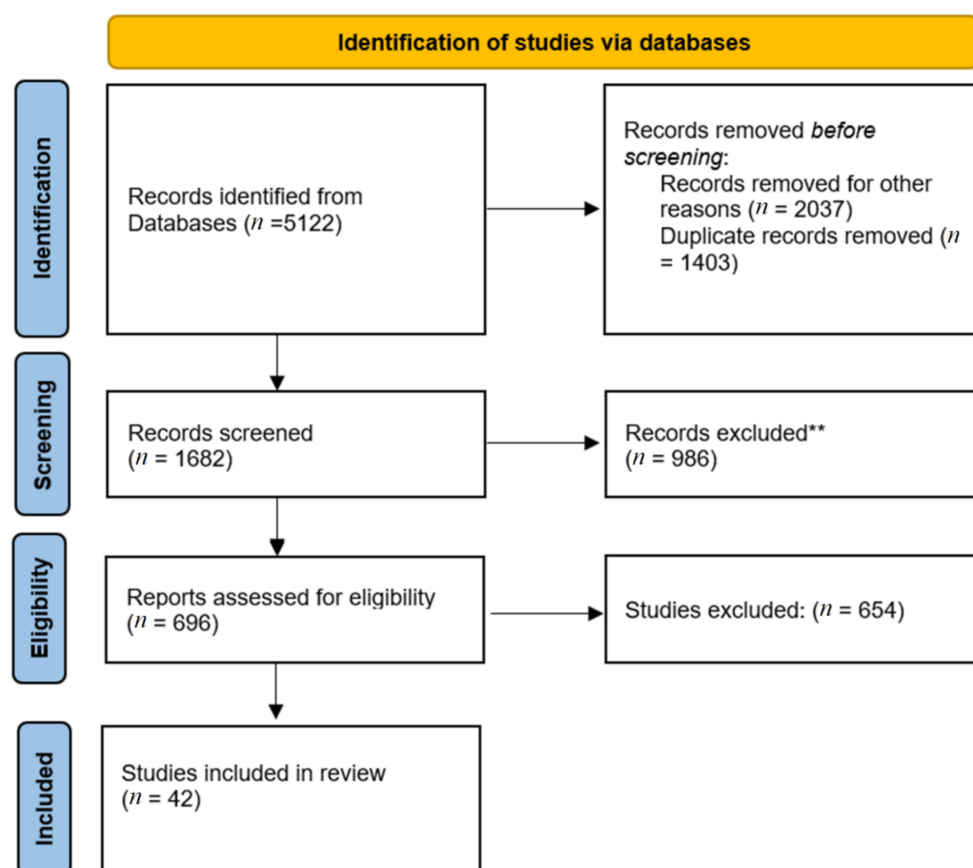 Identification of studies via databases
Identification
Records identified from
Databases (n =5122)
Records removed before
screening:
Records removed for other
reasons (n = 2037)
Duplicate records removed (n
= 1403)
Screening
Records screened
(n = 1682)
Records excluded**
(n = 986)
Eligibility
Reports assessed for eligibility
(n = 696)
Studies excluded: (n = 654)
Included
Studies included in review
(n = 42)